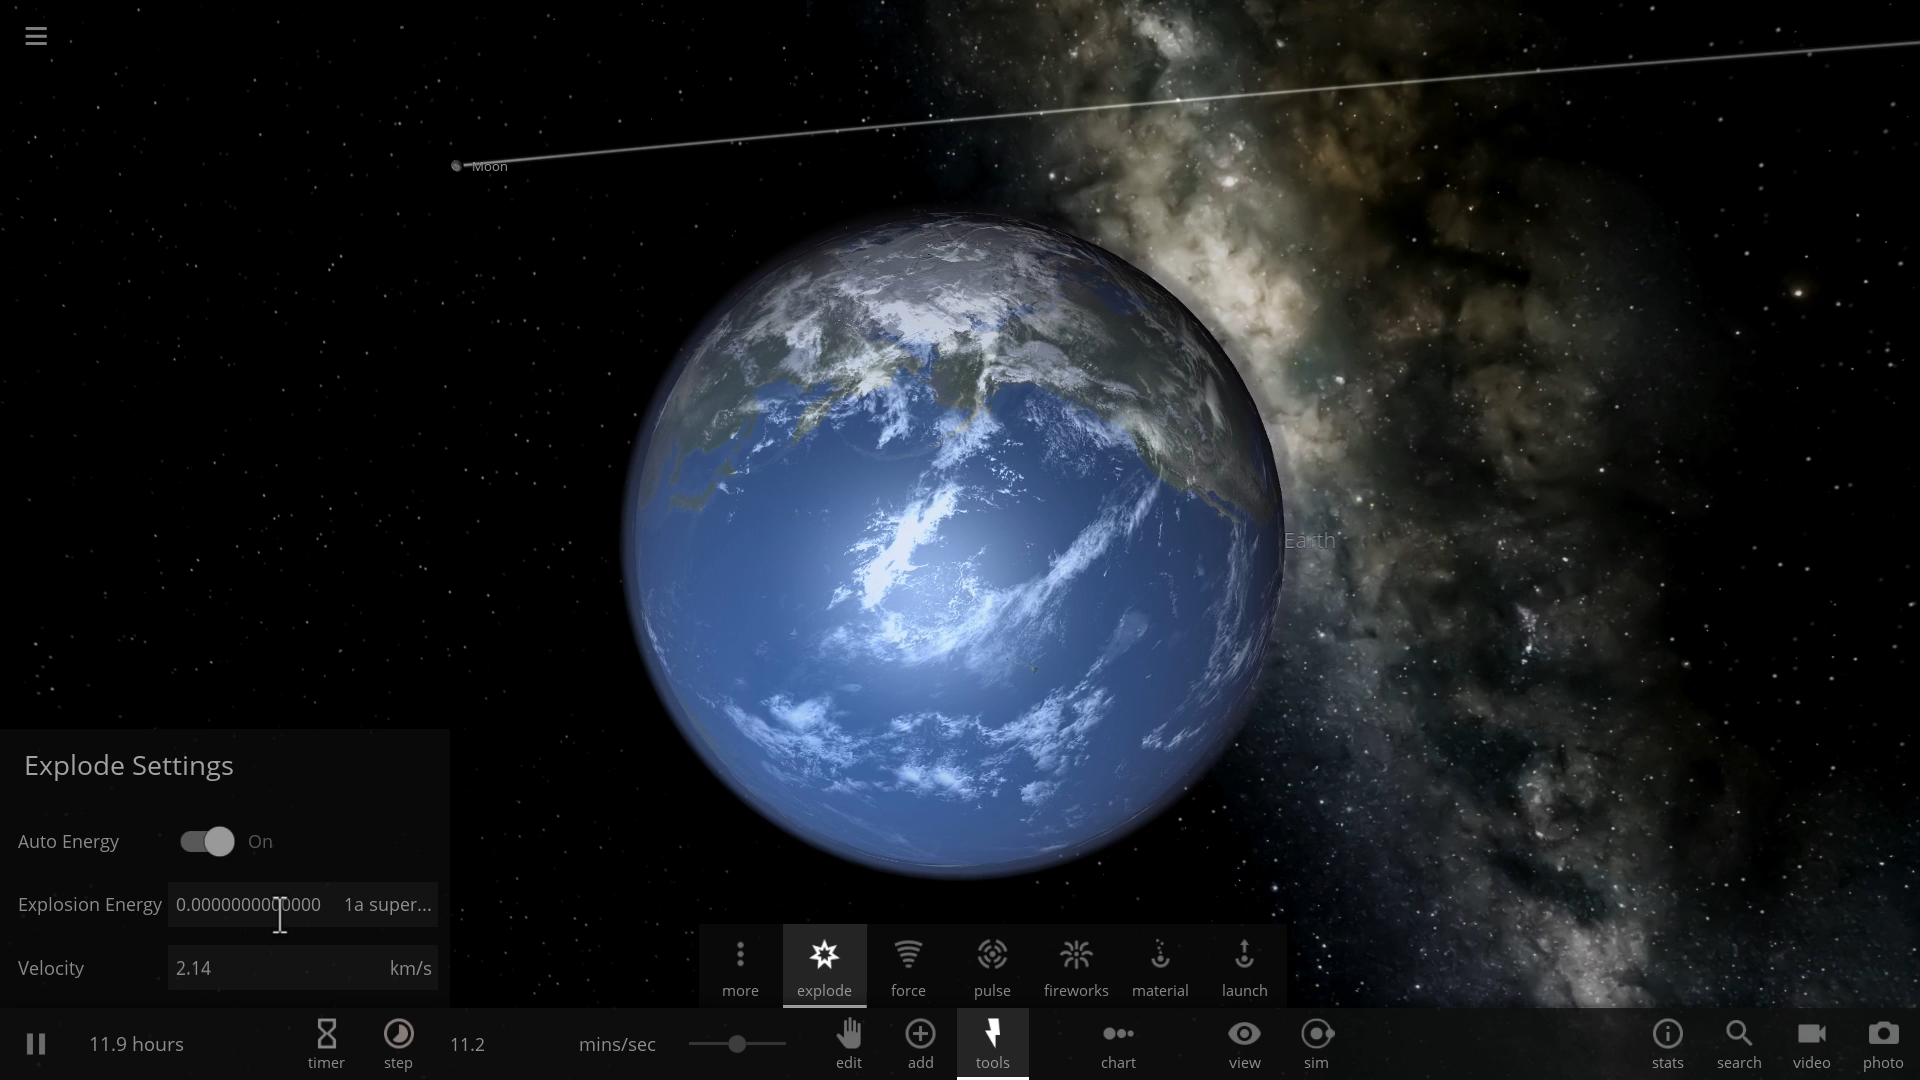 Moon
Earth
Explode Settings
Auto Energy On
Explosion Energy 0.0000000000000 1a super...
Velocity 2.14 km/s
more explode force pulse fireworks material launch
11.9 hours timer step 11.2 mins/sec edit add tools chart view sim stats search video photo